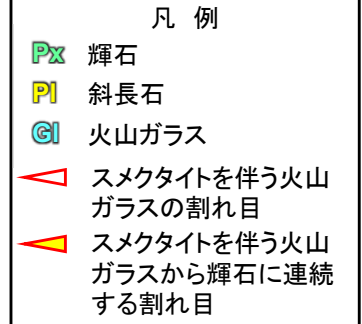 凡 例
Px 輝石
Pl 斜長石
Gl 火山ガラス
スメクタイトを伴う火山
ガラスの割れ目
スメクタイトを伴う火山
ガラスから輝石に連続
する割れ目